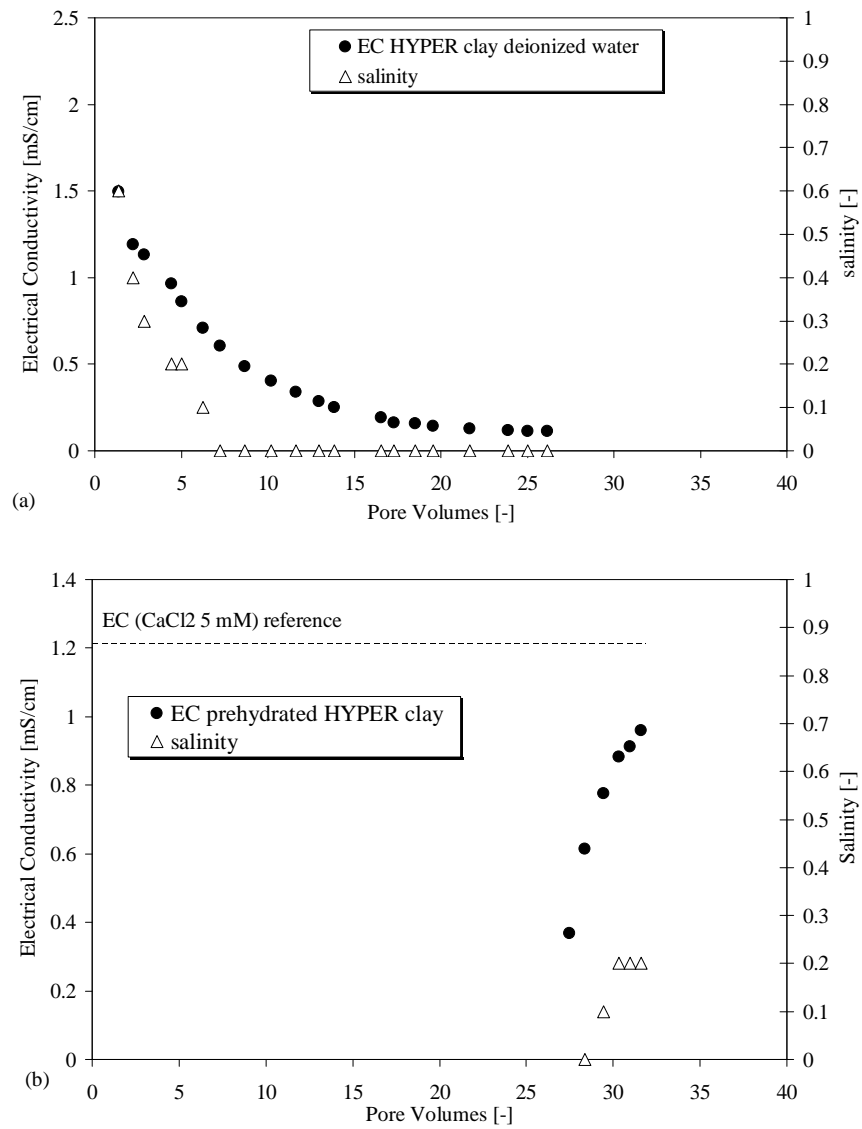 2.5
2
1.5
1
0.5
0
Electrical Conductivity [mS/cm]
EC HYPER clay deionized water
salinity
1
0.9
0.8
0.7
0.6
0.5
0.4
0.3
0.2
0.1
0
salinity [-]
0 5 10 15 20 25 30 35 40
Pore Volumes [-]
(a)
1.4
1.2
1
0.8
0.6
0.4
0.2
0
Electrical Conductivity [mS/cm]
EC (CaCl2 5 mM) reference
EC prehydrated HYPER clay
salinity
1
0.9
0.8
0.7
0.6
0.5
0.4
0.3
0.2
0.1
0
Salinity [-]
0 5 10 15 20 25 30 35 40
Pore Volumes [-]
(b)